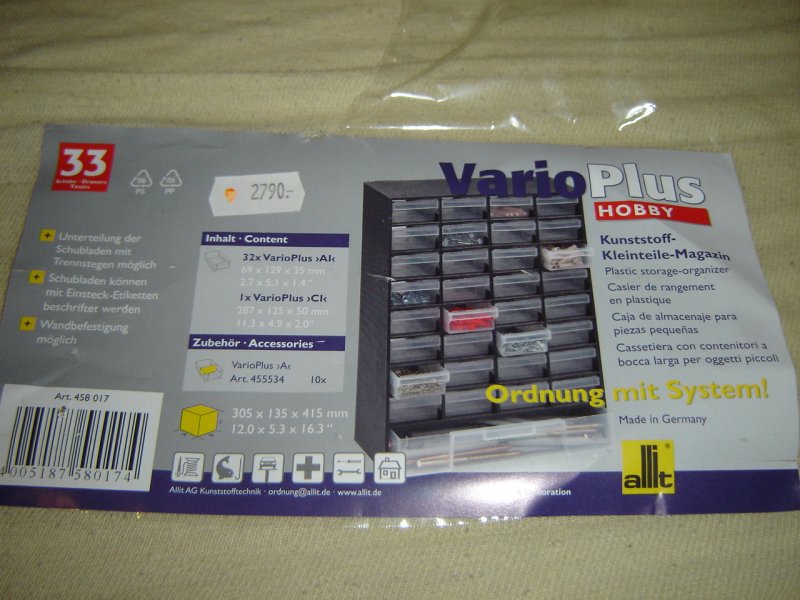 33
Schübe · Drawers
Tiroirs
PS
PP
2790.-
VarioPlus
HOBBY
+ Unterteilung der
Schubladen mit
Trennstegen möglich
+ Schubladen können
mit Einsteck-Etiketten
beschriftet werden
+ Wandbefestigung
möglich
Inhalt · Content
32x VarioPlus ›A‹
69 x 129 x 35 mm
2.7 x 5.1 x 1.4"
1x VarioPlus ›C‹
287 x 125 x 50 mm
11.3 x 4.9 x 2.0"
Zubehör · Accessories
VarioPlus ›A‹
Art. 455534 10x
305 x 135 x 415 mm
12.0 x 5.3 x 16.3"
Kunststoff-
Kleinteile-Magazin
Plastic storage-organizer
Casier de rangement
en plastique
Caja de almacenaje para
piezas pequeñas
Cassetiera con contenitori a
bocca larga per oggetti piccoli
Ordnung mit System!
Made in Germany
allit
Art. 458 017
4 005187 580174
Allit AG Kunststofftechnik · ordnung@allit.de · www.allit.de